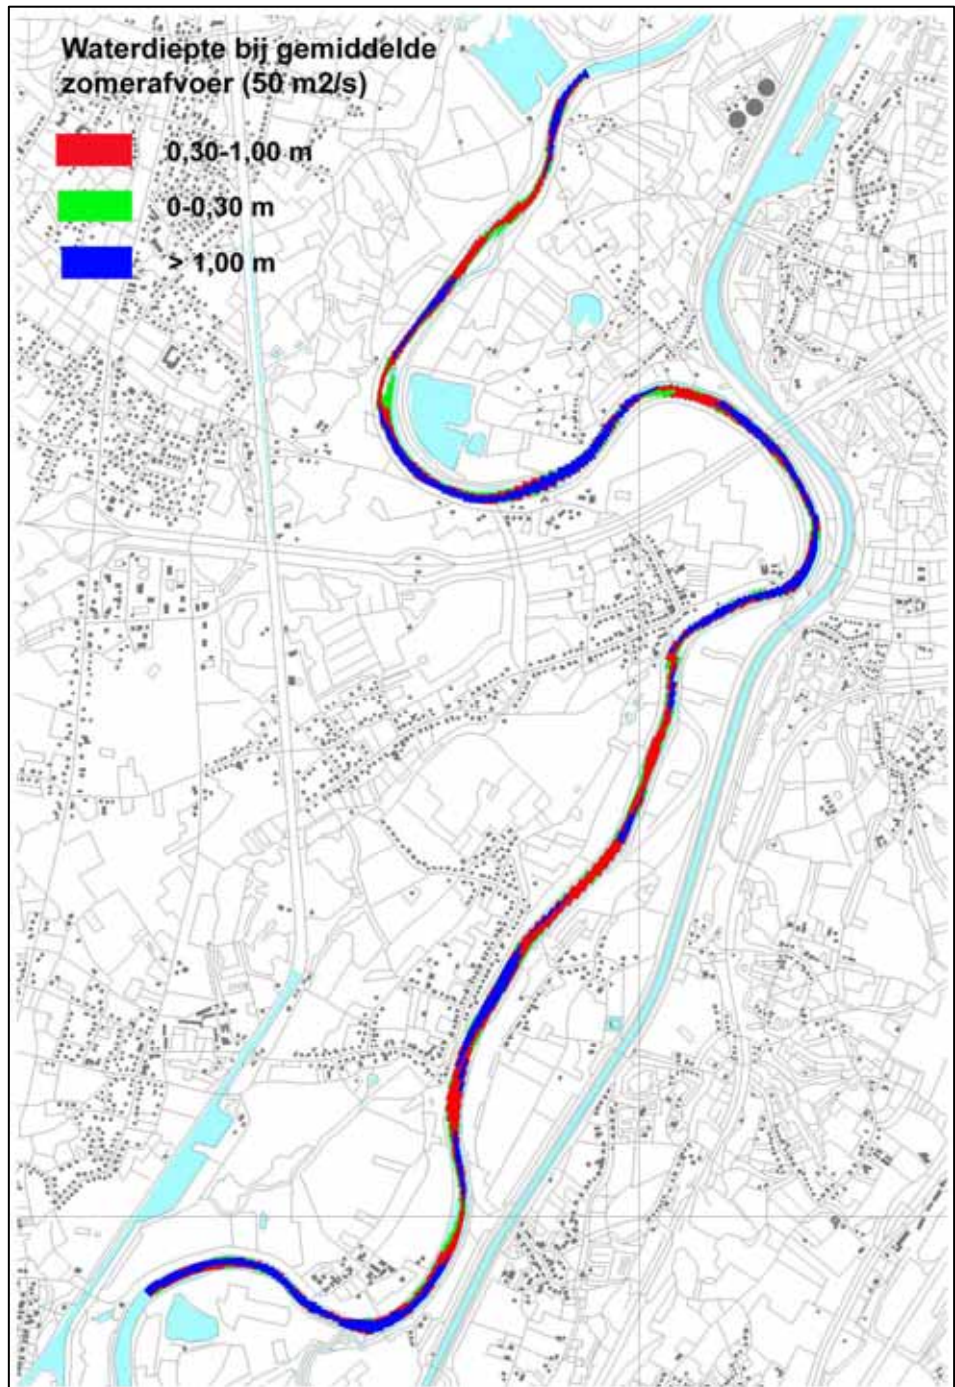 Waterdiepte bij gemiddelde
zomerafvoer (50 m2/s)
0,30-1,00 m
0-0,30 m
> 1,00 m